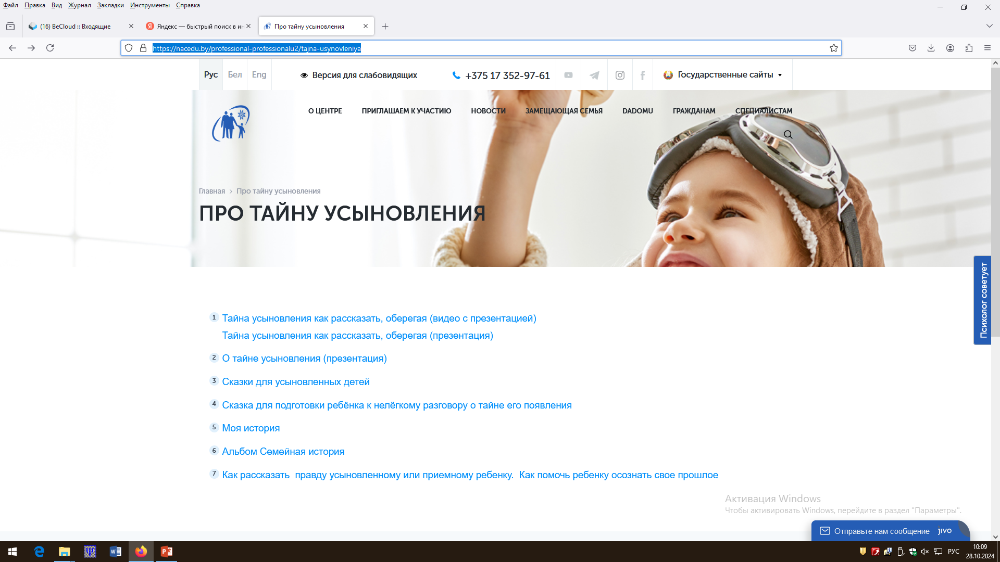 Файл Правка Вид Журнал Закладки Инструменты Справка
(16) BeCloud :: Входящие
Яндекс — быстрый поиск в ин
Про тайну усыновления
https://nacedu.by/professional-professionalu2/tajna-usynovleniya
Рус Бел Eng
Версия для слабовидящих
+375 17 352-97-61
Государственные сайты
О ЦЕНТРЕ ПРИГЛАШАЕМ К УЧАСТИЮ НОВОСТИ ЗАМЕЩАЮЩАЯ СЕМЬЯ DADOMU ГРАЖДАНАМ СПЕЦИАЛИСТАМ
Главная > Про тайну усыновления
ПРО ТАЙНУ УСЫНОВЛЕНИЯ
Психолог советует
1 Тайна усыновления как рассказать, оберегая (видео с презентацией)
Тайна усыновления как рассказать, оберегая (презентация)
2 О тайне усыновления (презентация)
3 Сказки для усыновленных детей
4 Сказка для подготовки ребёнка к нелёгкому разговору о тайне его появления
5 Моя история
6 Альбом Семейная история
7 Как рассказать правду усыновленному или приемному ребенку. Как помочь ребенку осознать свое прошлое
Активация Windows
Чтобы активировать Windows, перейдите в раздел "Параметры".
Отправьте нам сообщение jivo
РУС
10:09
28.10.2024